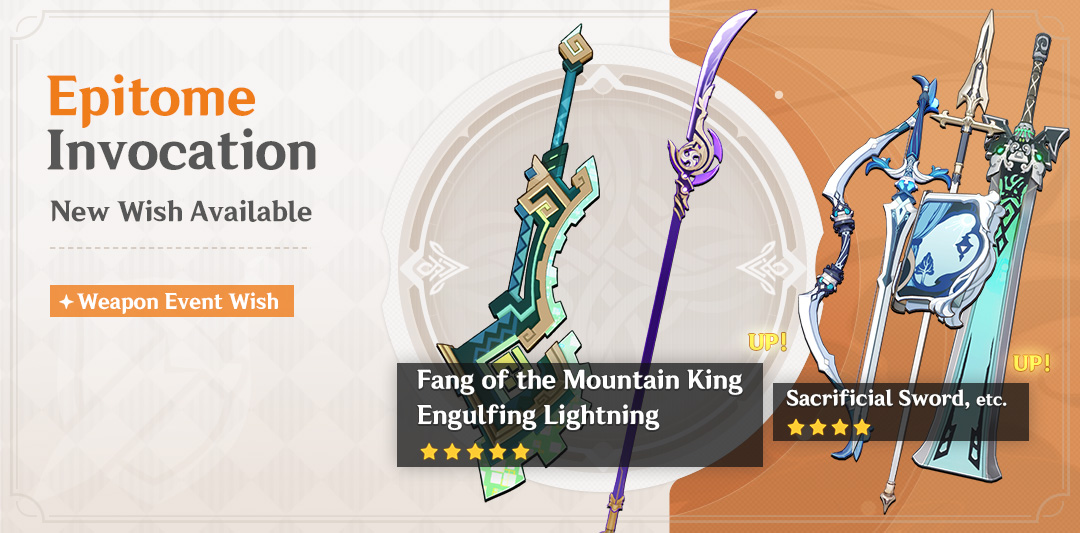 Epitome
Invocation
New Wish Available
Weapon Event Wish
UP!
Fang of the Mountain King
Engulfing Lightning
UP!
Sacrificial Sword, etc.